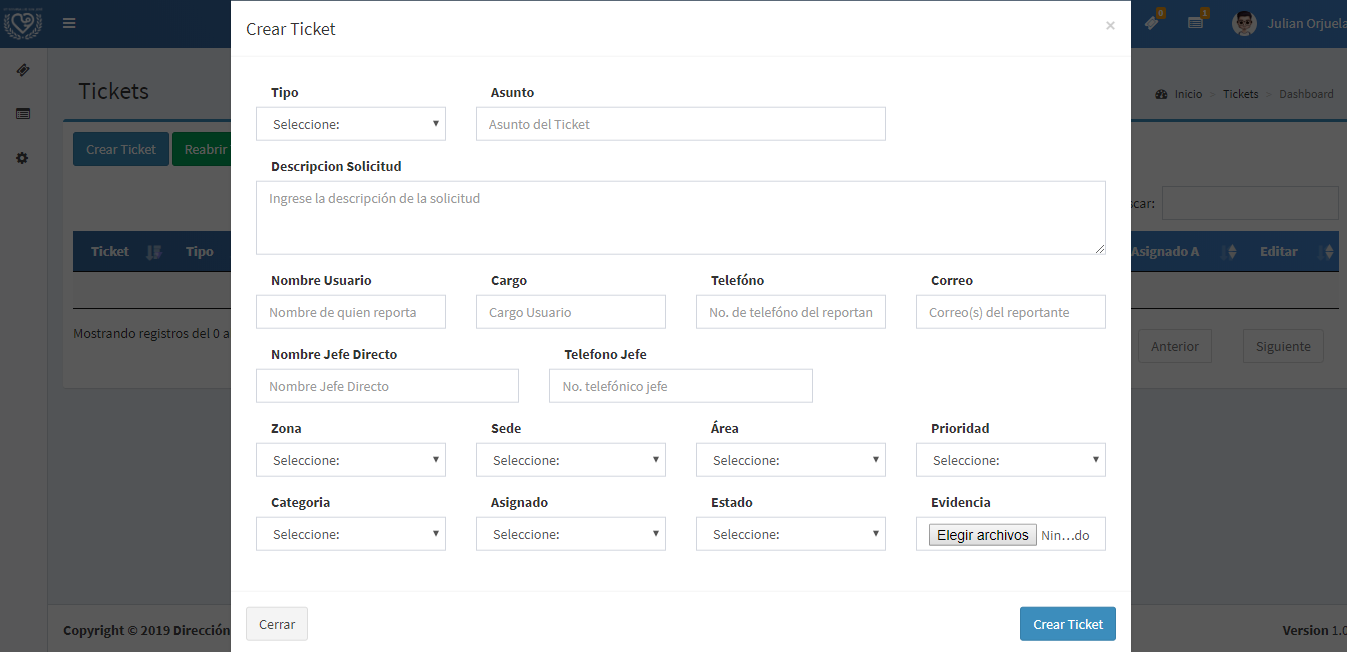 Crear Ticket ×
0 1 Julian Orjuela
Tickets
Inicio > Tickets > Dashboard
Crear Ticket Reabrir
Tipo Asunto
Seleccione: Asunto del Ticket
Descripcion Solicitud
Ingrese la descripción de la solicitud
scar:
Ticket Tipo Asignado A Editar
Nombre Usuario Cargo Telefóno Correo
Nombre de quien reporta Cargo Usuario No. de telefóno del reportan Correo(s) del reportante
Mostrando registros del 0 a
Anterior Siguiente
Nombre Jefe Directo Telefono Jefe
Nombre Jefe Directo No. telefónico jefe
Zona Sede Área Prioridad
Seleccione: Seleccione: Seleccione: Seleccione:
Categoria Asignado Estado Evidencia
Seleccione: Seleccione: Seleccione: Elegir archivos Nin…do
Cerrar Crear Ticket
Copyright © 2019 Dirección Version 1.0